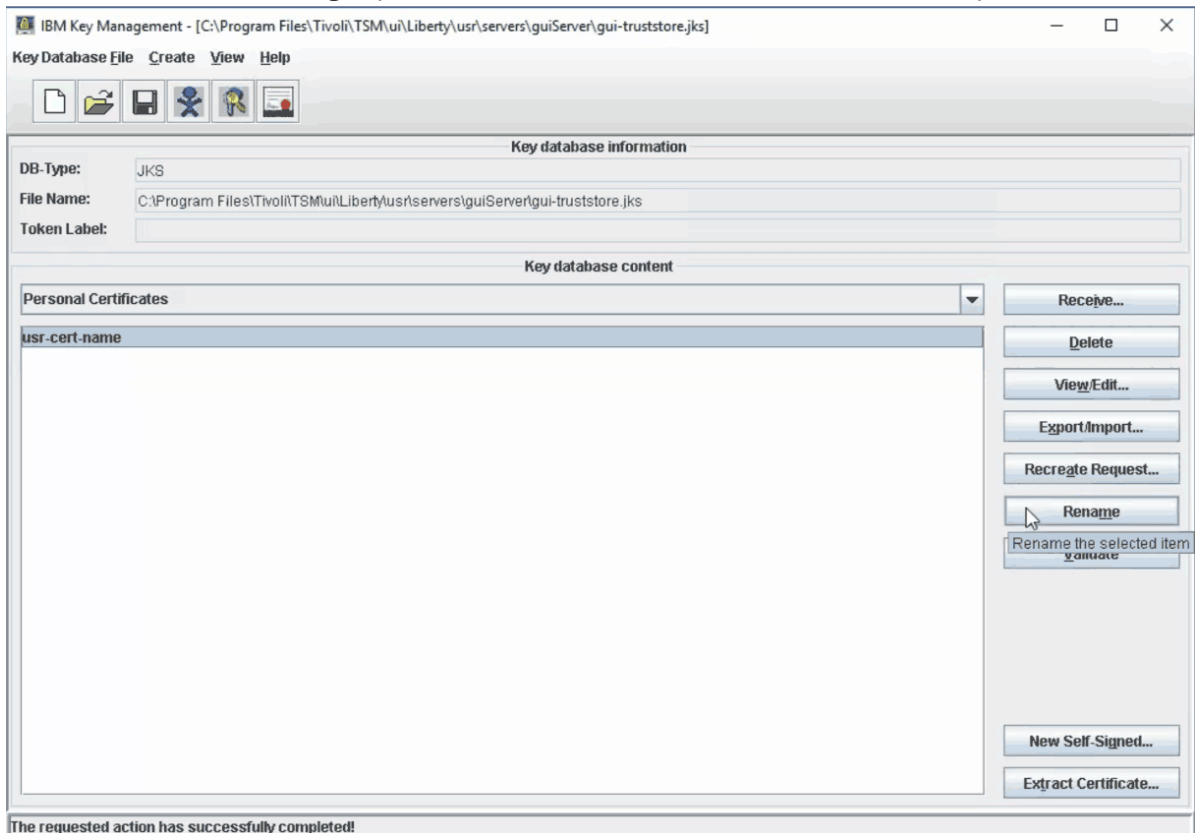 IBM Key Management - [C:\Program Files\Tivoli\TSM\ui\Liberty\usr\servers\guiServer\gui-truststore.jks]
Key Database File Create View Help
Key database information
DB-Type: JKS
File Name: C:\Program Files\Tivoli\TSM\ui\Liberty\usr\servers\guiServer\gui-truststore.jks
Token Label:
Key database content
Personal Certificates
Receive...
usr-cert-name
Delete
View/Edit...
Export/Import...
Recreate Request...
Rename
Rename the selected item
Validate
New Self-Signed...
Extract Certificate...
The requested action has successfully completed!